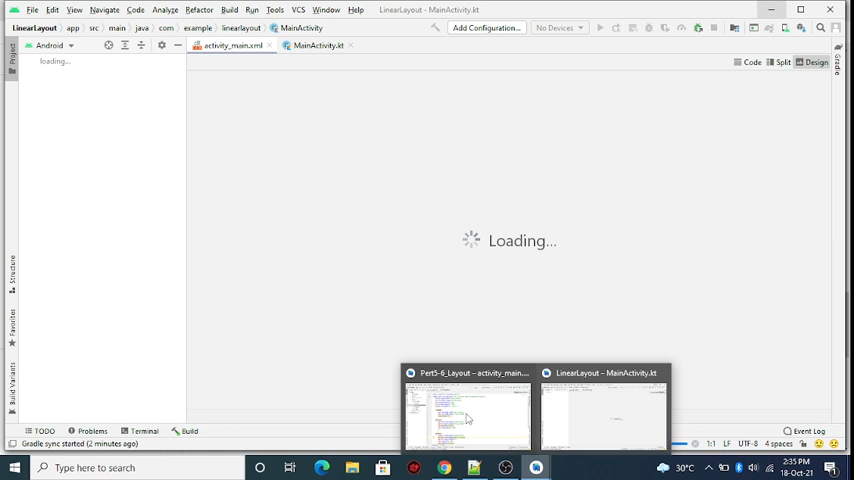 File Edit View Navigate Code Analyze Refactor Build Run Tools VCS Window Help LinearLayout - MainActivity.kt
LinearLayout app src main java com example linearlayout MainActivity Add Configuration... No Devices
Project Android activity_main.xml MainActivity.kt Gradle
loading... Code Split Design
Loading...
Structure
Favorites
Build Variants
Pert5-6_Layout – activity_main.... LinearLayout – MainActivity.kt
TODO Problems Terminal Build Event Log
Gradle sync started (2 minutes ago) 1:1 LF UTF-8 4 spaces
Type here to search 30°C 2:35 PM
18-Oct-21